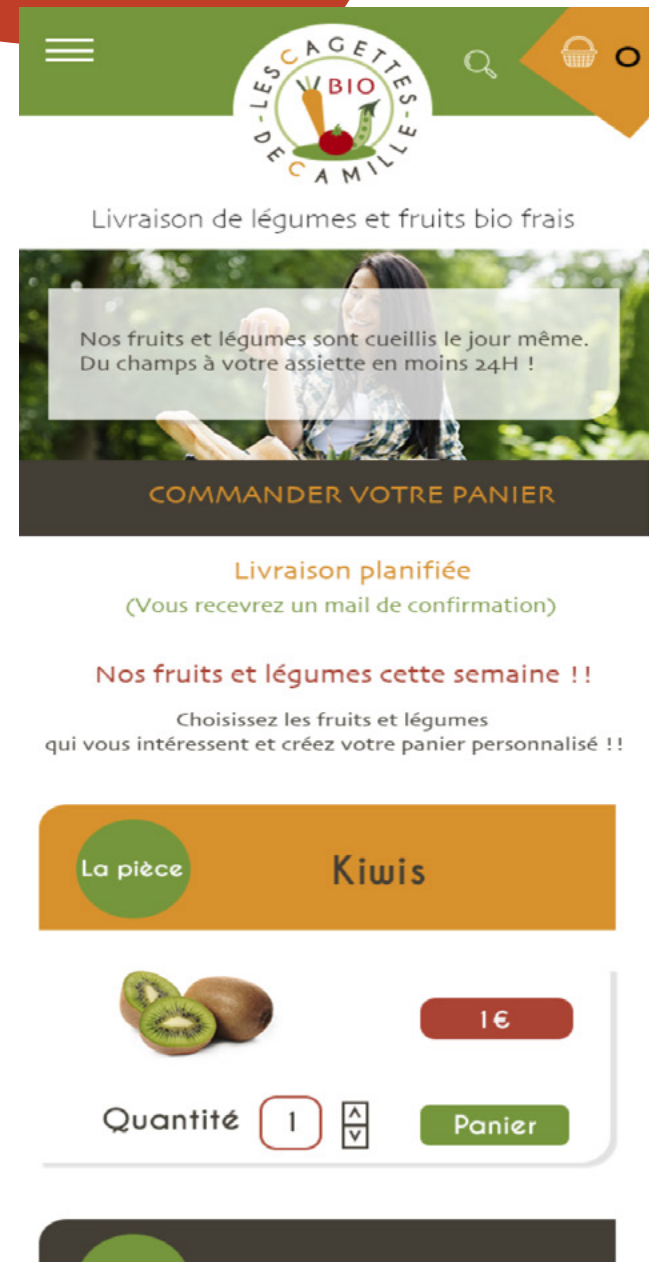 LES CAGETTES
BIO
DE CAMILLE
0
Livraison de légumes et fruits bio frais
Nos fruits et légumes sont cueillis le jour même.
Du champs à votre assiette en moins 24H !
COMMANDER VOTRE PANIER
Livraison planifiée
(Vous recevrez un mail de confirmation)
Nos fruits et légumes cette semaine !!
Choisissez les fruits et légumes
qui vous intéressent et créez votre panier personnalisé !!
La pièce
Kiwis
1€
Quantité 1
Panier